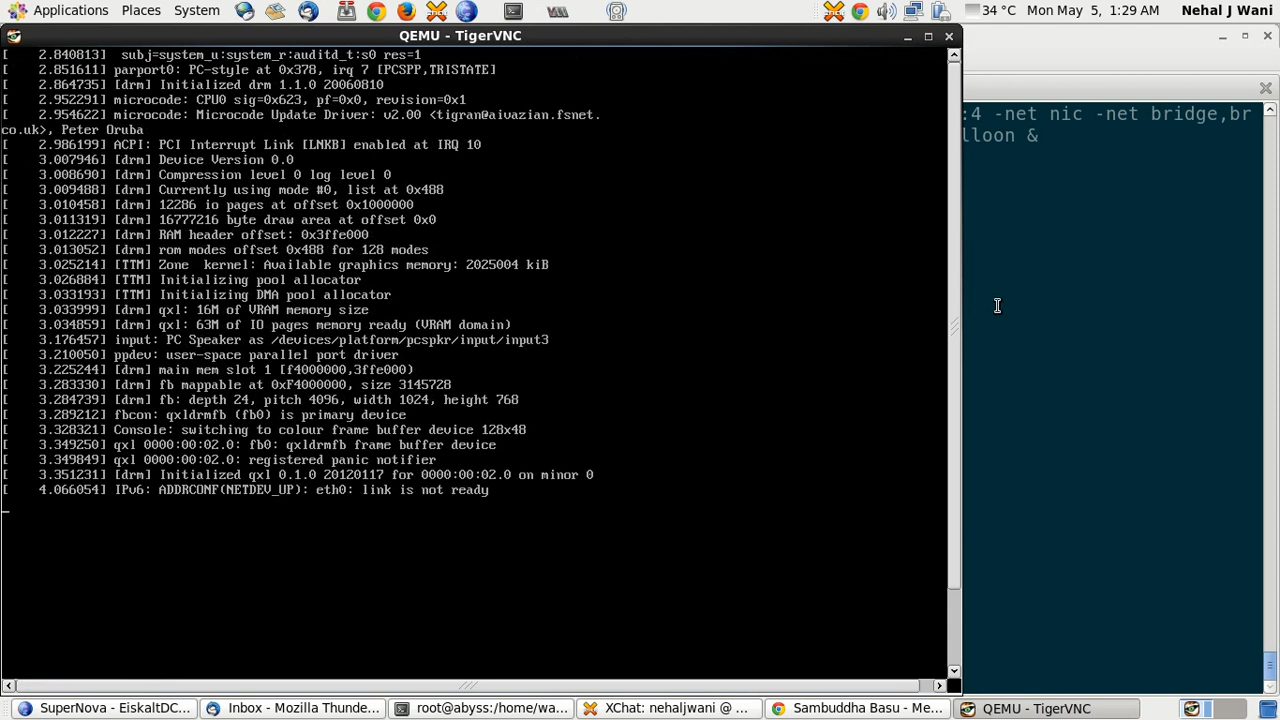 Applications Places System 34 °C Mon May 5, 1:29 AM Nehal J Wani
QEMU - TigerVNC
[ 2.840813] subj=system_u:system_r:auditd_t:s0 res=1
[ 2.851611] parport0: PC-style at 0x378, irq 7 [PCSPP,TRISTATE]
[ 2.864735] [drm] Initialized drm 1.1.0 20060810
[ 2.952291] microcode: CPU0 sig=0x623, pf=0x0, revision=0x1
[ 2.954622] microcode: Microcode Update Driver: v2.00 <tigran@aivazian.fsnet.
co.uk>, Peter Oruba
[ 2.986199] ACPI: PCI Interrupt Link [LNKB] enabled at IRQ 10
[ 3.007946] [drm] Device Version 0.0
[ 3.008690] [drm] Compression level 0 log level 0
[ 3.009488] [drm] Currently using mode #0, list at 0x488
[ 3.010458] [drm] 12286 io pages at offset 0x1000000
[ 3.011319] [drm] 16777216 byte draw area at offset 0x0
[ 3.012227] [drm] RAM header offset: 0x3ffe000
[ 3.013052] [drm] rom modes offset 0x488 for 128 modes
[ 3.025214] [TTM] Zone  kernel: Available graphics memory: 2025004 kiB
[ 3.026884] [TTM] Initializing pool allocator
[ 3.033193] [TTM] Initializing DMA pool allocator
[ 3.033999] [drm] qxl: 16M of VRAM memory size
[ 3.034859] [drm] qxl: 63M of IO pages memory ready (VRAM domain)
[ 3.176457] input: PC Speaker as /devices/platform/pcspkr/input/input3
[ 3.210050] ppdev: user-space parallel port driver
[ 3.225244] [drm] main mem slot 1 [f4000000,3ffe000)
[ 3.283330] [drm] fb mappable at 0xF4000000, size 3145728
[ 3.284739] [drm] fb: depth 24, pitch 4096, width 1024, height 768
[ 3.289212] fbcon: qxldrmfb (fb0) is primary device
[ 3.328321] Console: switching to colour frame buffer device 128x48
[ 3.349250] qxl 0000:00:02.0: fb0: qxldrmfb frame buffer device
[ 3.349849] qxl 0000:00:02.0: registered panic notifier
[ 3.351231] [drm] Initialized qxl 0.1.0 20120117 for 0000:00:02.0 on minor 0
[ 4.066054] IPv6: ADDRCONF(NETDEV_UP): eth0: link is not ready
:4 -net nic -net bridge,br
lloon &
SuperNova - EiskaltDC... Inbox - Mozilla Thunde... root@abyss:/home/wa... XChat: nehaljwani @ ... Sambuddha Basu - Me... QEMU - TigerVNC